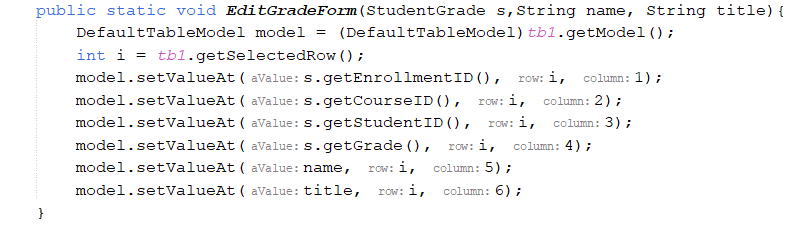 public static void EditGradeForm(StudentGrade s,String name, String title){
DefaultTableModel model = (DefaultTableModel)tb1.getModel();
int i = tb1.getSelectedRow();
model.setValueAt( aValue: s.getEnrollmentID(), row: i, column: 1);
model.setValueAt( aValue: s.getCourseID(), row: i, column: 2);
model.setValueAt( aValue: s.getStudentID(), row: i, column: 3);
model.setValueAt( aValue: s.getGrade(), row: i, column: 4);
model.setValueAt( aValue: name, row: i, column: 5);
model.setValueAt( aValue: title, row: i, column: 6);
}